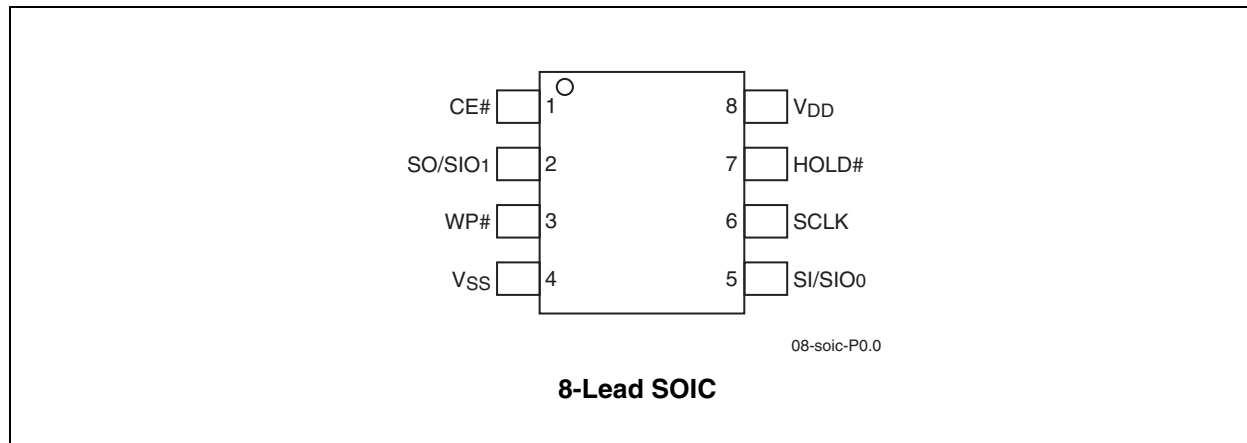 CE# 1 8 VDD
SO/SIO1 2 7 HOLD#
WP# 3 6 SCLK
VSS 4 5 SI/SIO0
08-soic-P0.0
8-Lead SOIC